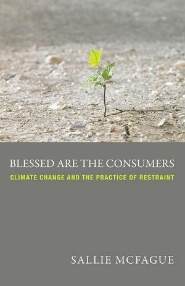 BLESSED ARE THE CONSUMERS
CLIMATE CHANGE AND THE PRACTICE OF RESTRAINT
SALLIE MCFAGUE